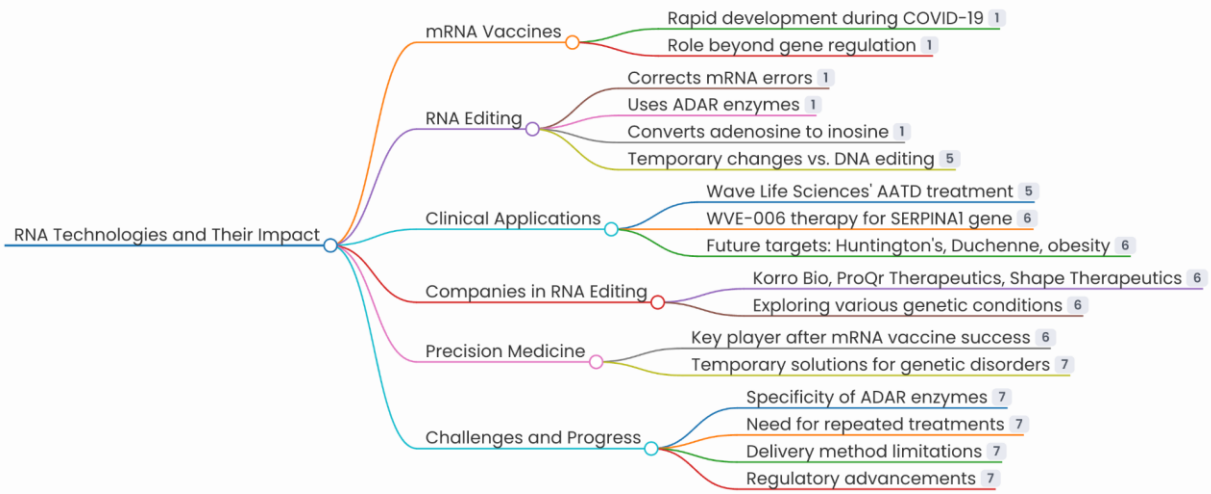 RNA Technologies and Their Impact
mRNA Vaccines
Rapid development during COVID-19 1
Role beyond gene regulation 1
RNA Editing
Corrects mRNA errors 1
Uses ADAR enzymes 1
Converts adenosine to inosine 1
Temporary changes vs. DNA editing 5
Clinical Applications
Wave Life Sciences' AATD treatment 5
WVE-006 therapy for SERPINA1 gene 6
Future targets: Huntington's, Duchenne, obesity 6
Companies in RNA Editing
Korro Bio, ProQr Therapeutics, Shape Therapeutics 6
Exploring various genetic conditions 6
Precision Medicine
Key player after mRNA vaccine success 6
Temporary solutions for genetic disorders 7
Challenges and Progress
Specificity of ADAR enzymes 7
Need for repeated treatments 7
Delivery method limitations 7
Regulatory advancements 7